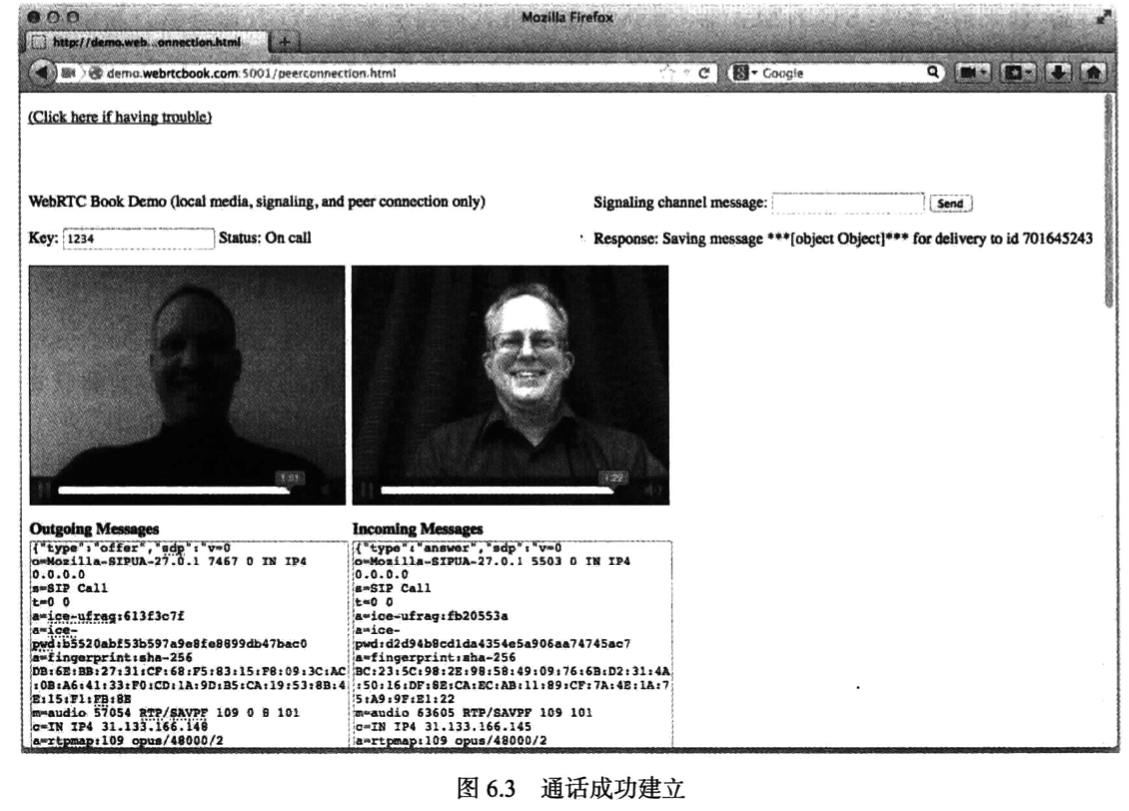 Mozilla Firefox
http://demo.web...onnection.html
demo.webrtcbook.com:5001/peerconnection.html
Google
(Click here if having trouble)
WebRTC Book Demo (local media, signaling, and peer connection only)
Signaling channel message:
Send
Key: 1234 Status: On call
Response: Saving message ***[object Object]*** for delivery to id 701645243
1:31
1:22
Outgoing Messages
{"type":"offer","sdp":"v=0
o=Mozilla-SIPUA-27.0.1 7467 0 IN IP4
0.0.0.0
s=SIP Call
t=0 0
a=ice-ufrag:613f3c7f
a=ice-
pwd:b5520abf53b597a9e8fe8899db47bac0
a=fingerprint:sha-256
DB:6E:BB:27:31:CF:68:F5:83:15:F8:09:3C:AC
:0B:A6:41:33:F0:CD:1A:9D:B5:CA:19:53:8B:4
E:15:F1:FB:8E
m=audio 57054 RTP/SAVPF 109 0 8 101
c=IN IP4 31.133.166.148
a=rtpmap:109 opus/48000/2
Incoming Messages
{"type":"answer","sdp":"v=0
o=Mozilla-SIPUA-27.0.1 5503 0 IN IP4
0.0.0.0
s=SIP Call
t=0 0
a=ice-ufrag:fb20553a
a=ice-
pwd:d2d94b8cd1da4354e5a906aa74745ac7
a=fingerprint:sha-256
BC:23:5C:98:2E:98:58:49:09:76:6B:D2:31:4A
:50:16:DF:8E:CA:EC:AB:11:89:CF:7A:4E:1A:7
5:A9:9F:E1:22
m=audio 63605 RTP/SAVPF 109 101
c=IN IP4 31.133.166.145
a=rtpmap:109 opus/48000/2
图 6.3 通话成功建立